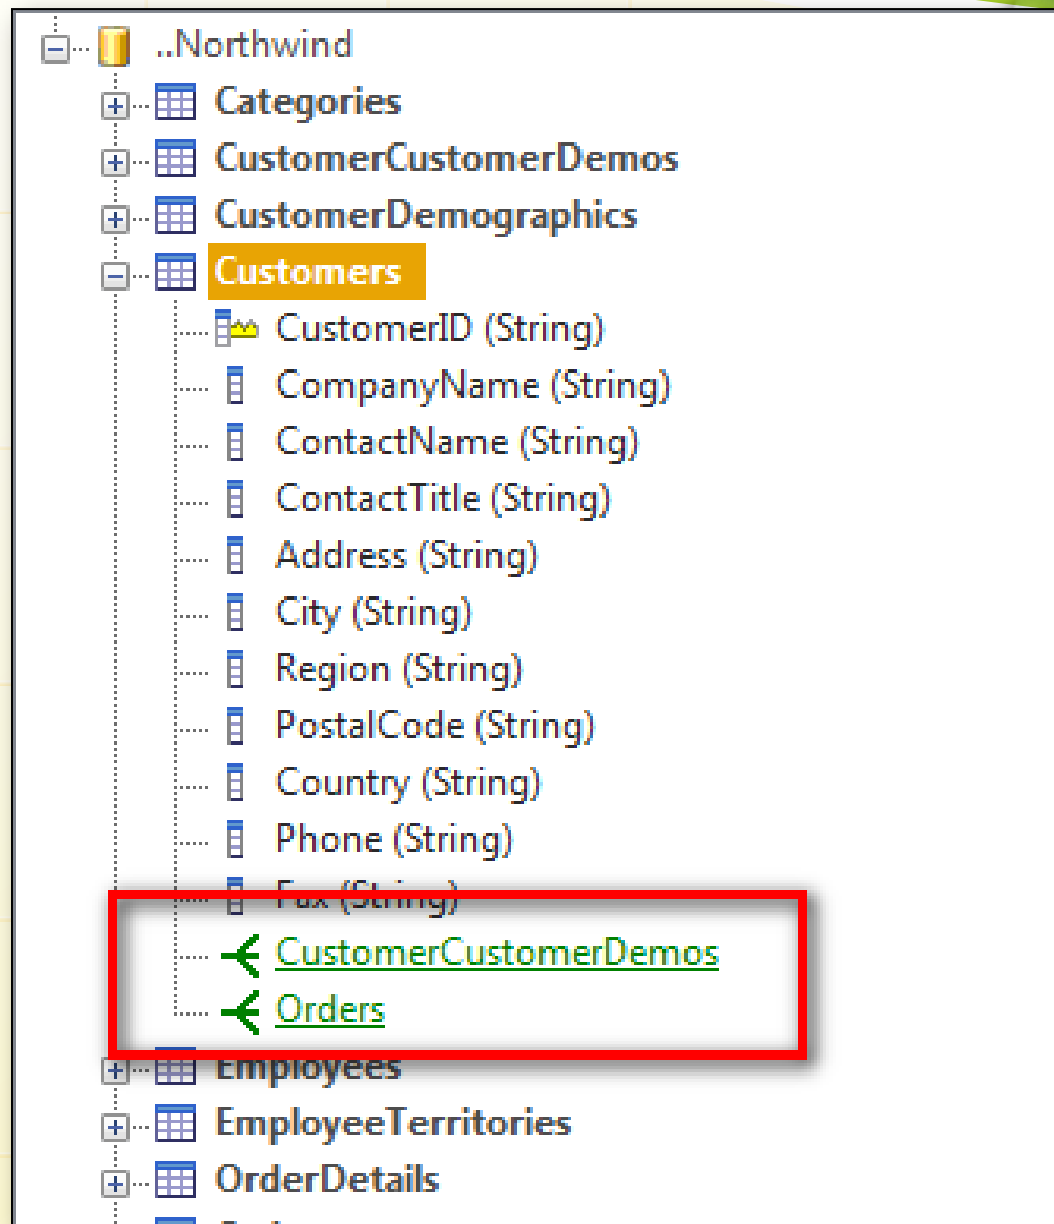 ..Northwind
Categories
CustomerCustomerDemos
CustomerDemographics
Customers
CustomerID (String)
CompanyName (String)
ContactName (String)
ContactTitle (String)
Address (String)
City (String)
Region (String)
PostalCode (String)
Country (String)
Phone (String)
Fax (String)
CustomerCustomerDemos
Orders
Employees
EmployeeTerritories
OrderDetails